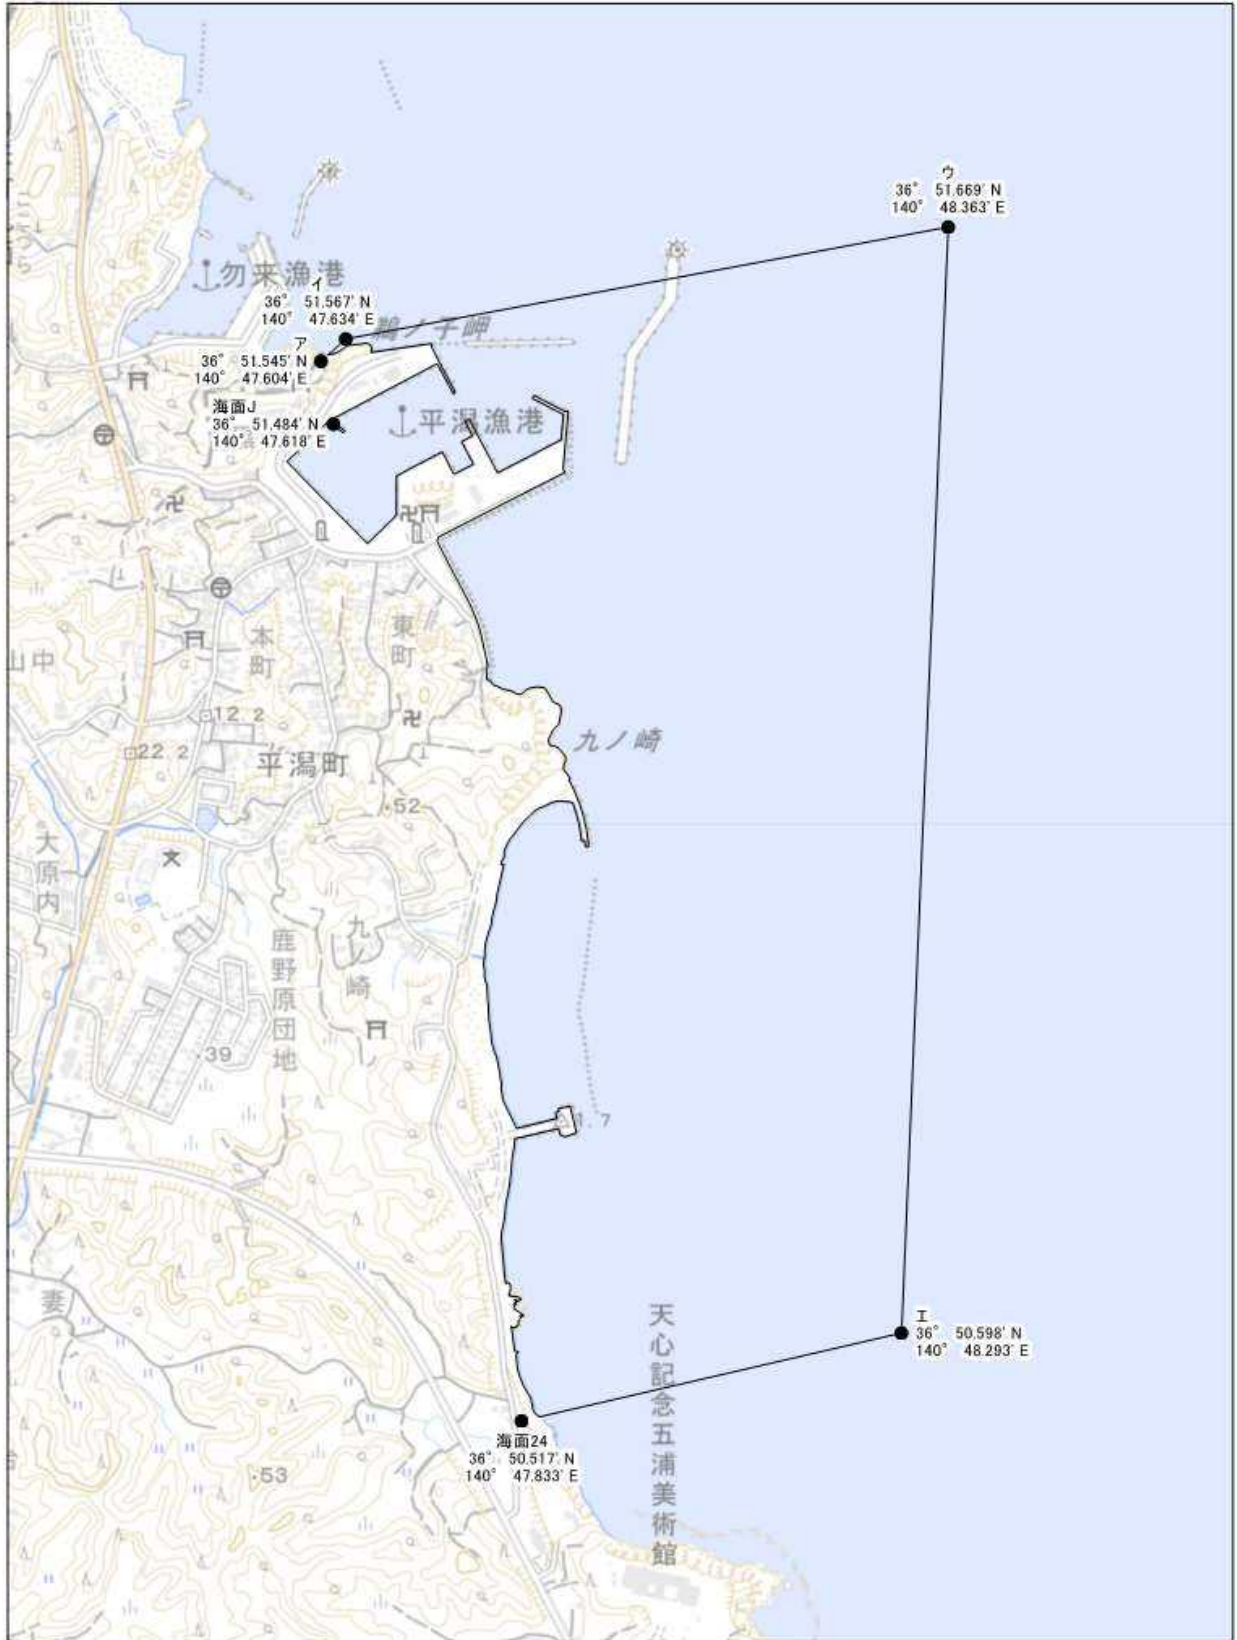 ウ
36° 51.669' N
140° 48.363' E
勿来漁港
イ
36° 51.567' N
140° 47.634' E
鵜ノ子岬
ア
36° 51.545' N
140° 47.604' E
海面J
36° 51.484' N
140° 47.618' E
平潟漁港
山中
本町
東町
12 2
22 2
九ノ崎
平潟町
52
大原内
鹿野原団地
九ノ崎
39
1.7
妻
天心記念五浦美術館
エ
36° 50.598' N
140° 48.293' E
海面24
36° 50.517' N
140° 47.833' E
53